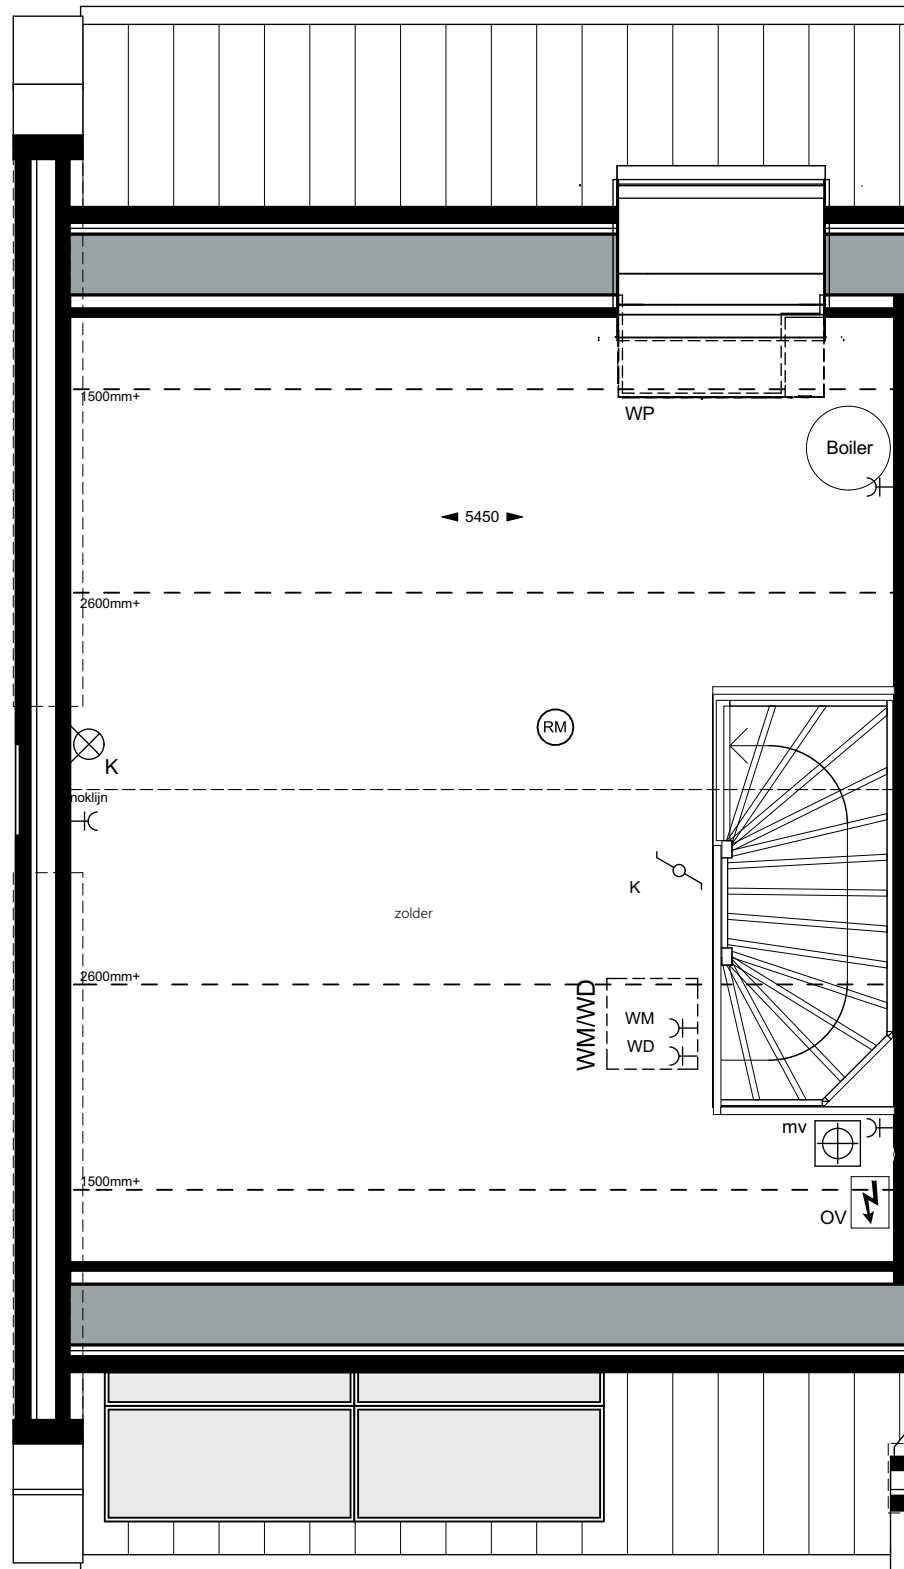 1500mm+
WP
Boiler
5450
2600mm+
RM
K
noklijn
K
zolder
2600mm+
WM/WD
WM
WD
mv
1500mm+
OV